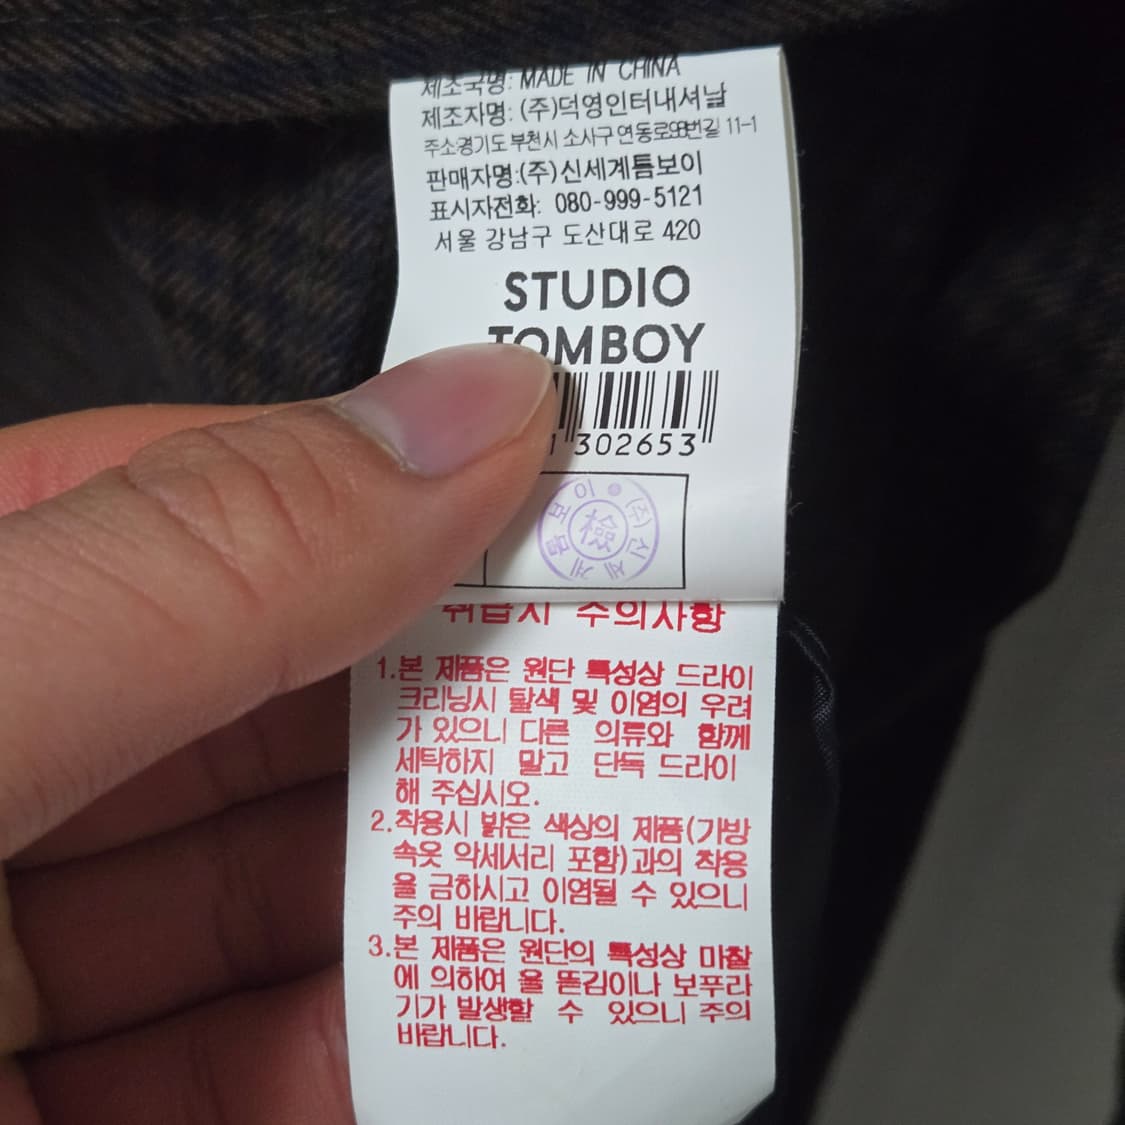 제조국명: MADE IN CHINA
제조자명: (주)덕영인터내셔날
주소:경기도 부천시 소사구 연동로98번길 11-1
판매자명:(주)신세계톰보이
표시자전화: 080-999-5121
서울 강남구 도산대로 420
STUDIO
TOMBOY
1 302653
(주)신세계톰보이
檢
취급시 주의사항
1.본 제품은 원단 특성상 드라이
크리닝시 탈색 및 이염의 우려
가 있으니 다른 의류와 함께
세탁하지 말고 단독 드라이
해 주십시오.
2.착용시 밝은 색상의 제품(가방
속옷 악세서리 포함)과의 착용
을 금하시고 이염될 수 있으니
주의 바랍니다.
3.본 제품은 원단의 특성상 마찰
에 의하여 올 뜯김이나 보푸라
기가 발생할 수 있으니 주의
바랍니다.